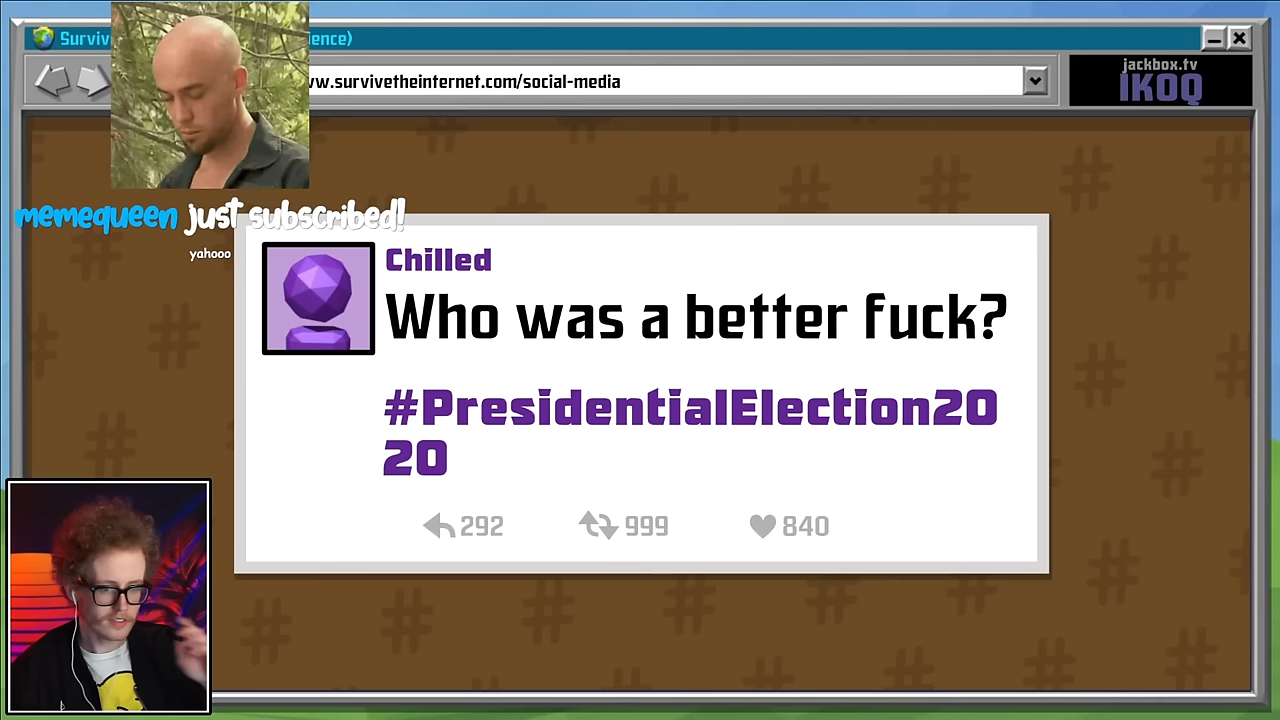 Surviv
ence)
ww.survivetheinternet.com/social-media
jackbox.tv
IKOQ
memequeen just subscribed!
yahooo
Chilled
Who was a better fuck?
#PresidentialElection20
20
292 999 840